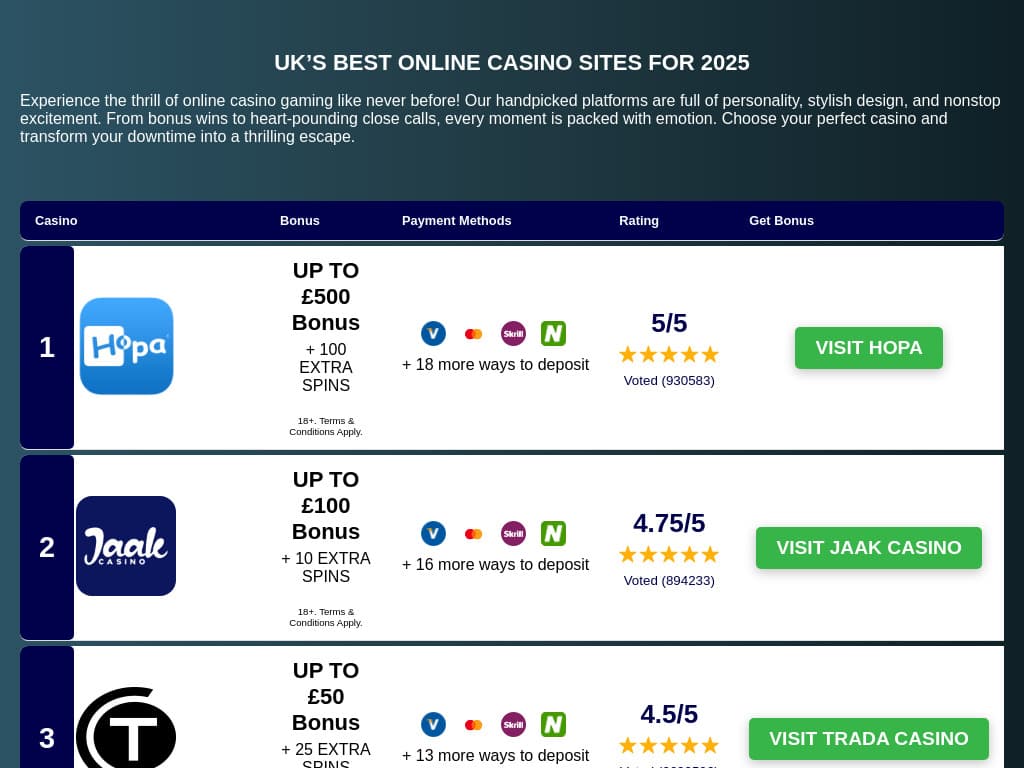 UK’S BEST ONLINE CASINO SITES FOR 2025
Experience the thrill of online casino gaming like never before! Our handpicked platforms are full of personality, stylish design, and nonstop
excitement. From bonus wins to heart-pounding close calls, every moment is packed with emotion. Choose your perfect casino and
transform your downtime into a thrilling escape.
Casino Bonus Payment Methods Rating Get Bonus
1
Hopa
UP TO
£500
Bonus
+ 100
EXTRA
SPINS
18+. Terms &
Conditions Apply.
V Skrill N
+ 18 more ways to deposit
5/5
Voted (930583)
VISIT HOPA
2
Jaak
CASINO
UP TO
£100
Bonus
+ 10 EXTRA
SPINS
18+. Terms &
Conditions Apply.
V Skrill N
+ 16 more ways to deposit
4.75/5
Voted (894233)
VISIT JAAK CASINO
3
T
UP TO
£50
Bonus
+ 25 EXTRA
SPINS
V Skrill N
+ 13 more ways to deposit
4.5/5
VISIT TRADA CASINO